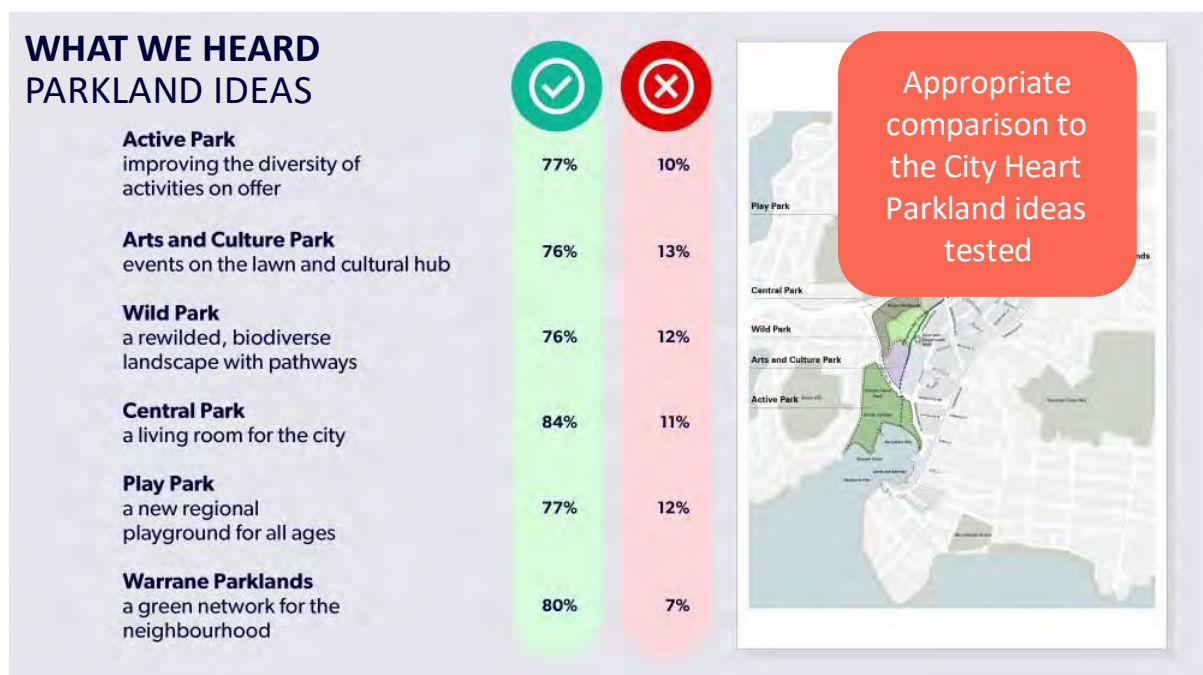 WHAT WE HEARD
PARKLAND IDEAS
Active Park
improving the diversity of
activities on offer
77%
10%
Arts and Culture Park
events on the lawn and cultural hub
76%
13%
Wild Park
a rewilded, biodiverse
landscape with pathways
76%
12%
Central Park
a living room for the city
84%
11%
Play Park
a new regional
playground for all ages
77%
12%
Warrane Parklands
a green network for the
neighbourhood
80%
7%
Appropriate
comparison to
the City Heart
Parkland ideas
tested
Play Park
Central Park
Wild Park
Arts and Culture Park
Active Park